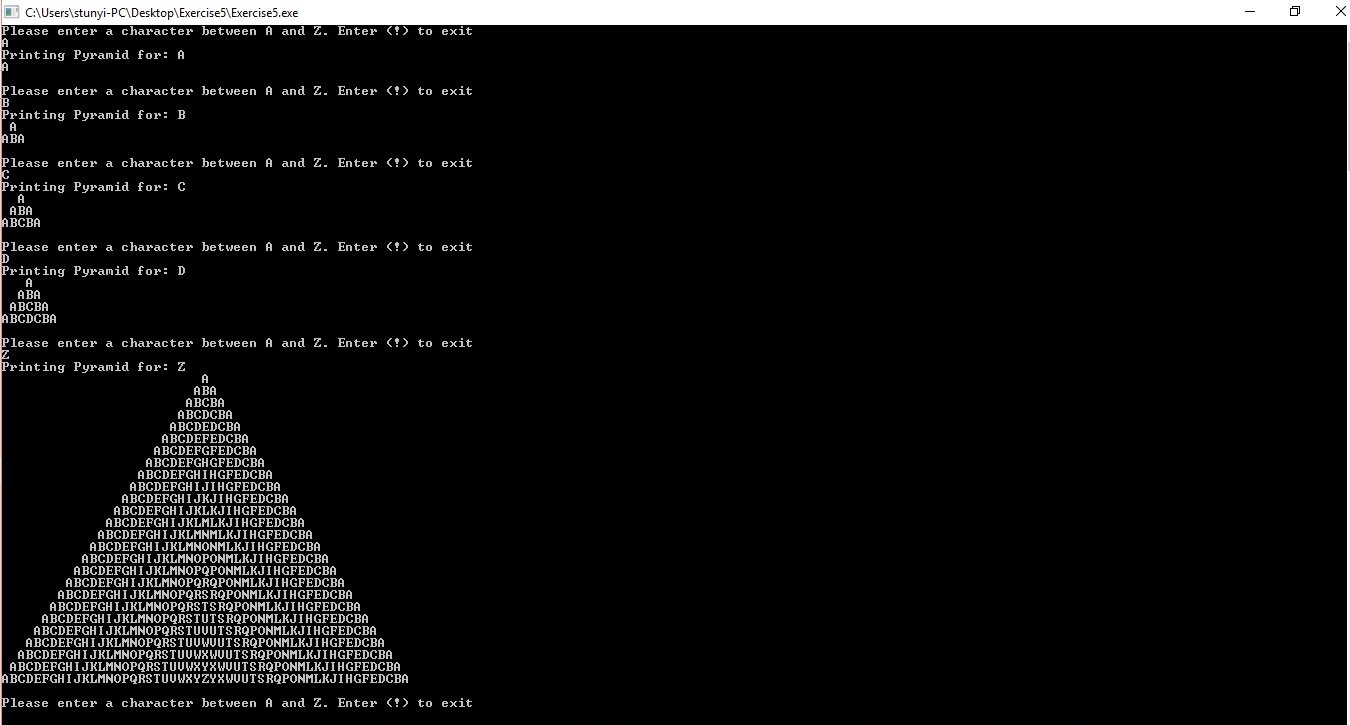 C:\Users\stunyi-PC\Desktop\Exercise5\Exercise5.exe
Please enter a character between A and Z. Enter (!) to exit
A
Printing Pyramid for: A
A
Please enter a character between A and Z. Enter (!) to exit
B
Printing Pyramid for: B
A
ABA
Please enter a character between A and Z. Enter (!) to exit
C
Printing Pyramid for: C
A
ABA
ABCBA
Please enter a character between A and Z. Enter (!) to exit
D
Printing Pyramid for: D
A
ABA
ABCBA
ABCDCBA
Please enter a character between A and Z. Enter (!) to exit
Z
Printing Pyramid for: Z
A
ABA
ABCBA
ABCDCBA
ABCDEDCBA
ABCDEFEDCBA
ABCDEFGFEDCBA
ABCDEFGHGFEDCBA
ABCDEFGHIHGFEDCBA
ABCDEFGHIJIHGFEDCBA
ABCDEFGHIJKJIHGFEDCBA
ABCDEFGHIJKLKJIHGFEDCBA
ABCDEFGHIJKLMLKJIHGFEDCBA
ABCDEFGHIJKLMNMLKJIHGFEDCBA
ABCDEFGHIJKLMNONMLKJIHGFEDCBA
ABCDEFGHIJKLMNOPONMLKJIHGFEDCBA
ABCDEFGHIJKLMNOPQPONMLKJIHGFEDCBA
ABCDEFGHIJKLMNOPQRQPONMLKJIHGFEDCBA
ABCDEFGHIJKLMNOPQRSRQPONMLKJIHGFEDCBA
ABCDEFGHIJKLMNOPQRSTSRQPONMLKJIHGFEDCBA
ABCDEFGHIJKLMNOPQRSTUTSRQPONMLKJIHGFEDCBA
ABCDEFGHIJKLMNOPQRSTUVUTSRQPONMLKJIHGFEDCBA
ABCDEFGHIJKLMNOPQRSTUVWVUTSRQPONMLKJIHGFEDCBA
ABCDEFGHIJKLMNOPQRSTUVWXWVUTSRQPONMLKJIHGFEDCBA
ABCDEFGHIJKLMNOPQRSTUVWXYXWVUTSRQPONMLKJIHGFEDCBA
ABCDEFGHIJKLMNOPQRSTUVWXYZYXWVUTSRQPONMLKJIHGFEDCBA
Please enter a character between A and Z. Enter (!) to exit